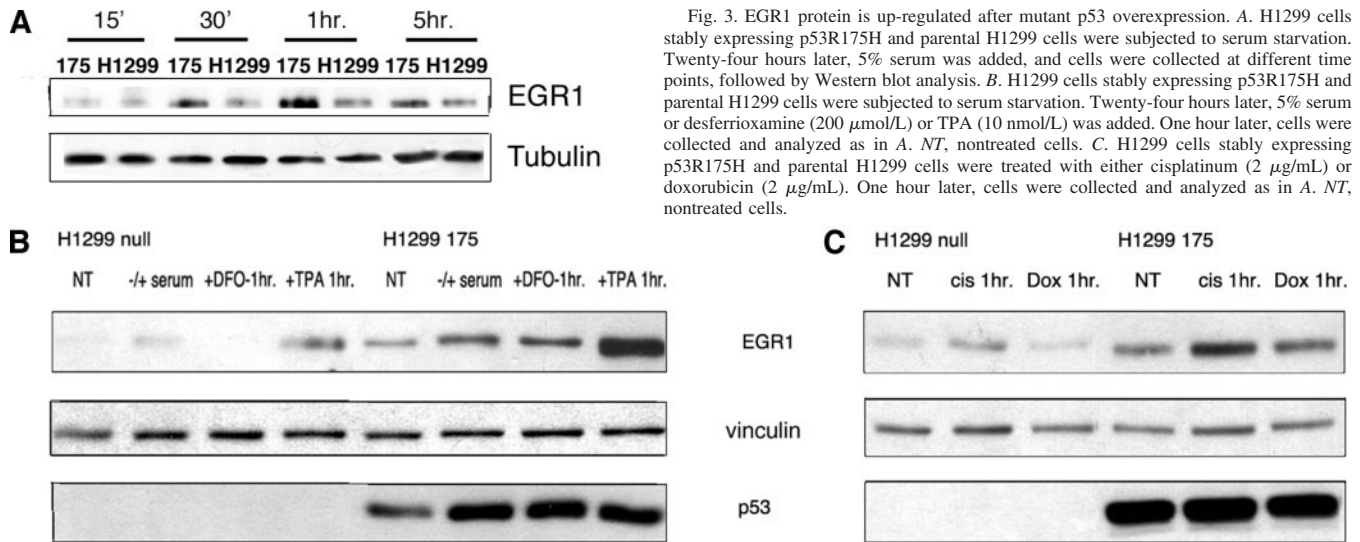 A
15' 30' 1hr. 5hr.
175 H1299 175 H1299 175 H1299 175 H1299
EGR1
Tubulin
Fig. 3. EGR1 protein is up-regulated after mutant p53 overexpression. A. H1299 cells
stably expressing p53R175H and parental H1299 cells were subjected to serum starvation.
Twenty-four hours later, 5% serum was added, and cells were collected at different time
points, followed by Western blot analysis. B. H1299 cells stably expressing p53R175H and
parental H1299 cells were subjected to serum starvation. Twenty-four hours later, 5% serum
or desferrioxamine (200 μmol/L) or TPA (10 nmol/L) was added. One hour later, cells were
collected and analyzed as in A. NT, nontreated cells. C. H1299 cells stably expressing
p53R175H and parental H1299 cells were treated with either cisplatinum (2 μg/mL) or
doxorubicin (2 μg/mL). One hour later, cells were collected and analyzed as in A. NT,
nontreated cells.
B
H1299 null H1299 175
NT -/+ serum +DFO-1hr. +TPA 1hr. NT -/+ serum +DFO-1hr. +TPA 1hr.
EGR1
vinculin
p53
C
H1299 null H1299 175
NT cis 1hr. Dox 1hr. NT cis 1hr. Dox 1hr.